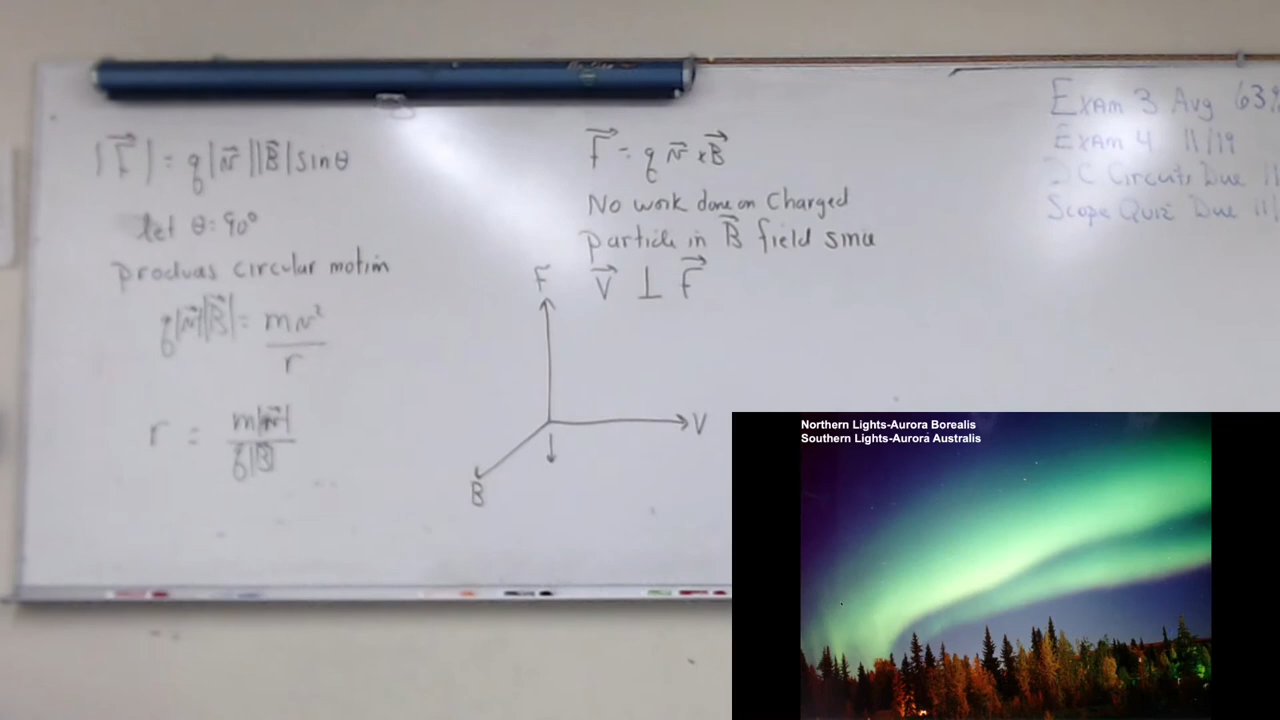 |F⃗| = q|v⃗||B⃗|sinθ
let θ=90°
produces circular motion
q|v⃗||B⃗| = mv²/r
r = m|v⃗|/q|B⃗|
F⃗ = q v⃗ x B⃗
No work done on Charged
particle in B⃗ field since
V⃗ ⊥ F⃗
F
V
B
Exam 3 Avg 63%
Exam 4 11/19
DC Circuits Due 11
Scope Quiz Due 11/
Northern Lights-Aurora Borealis
Southern Lights-Aurora Australis